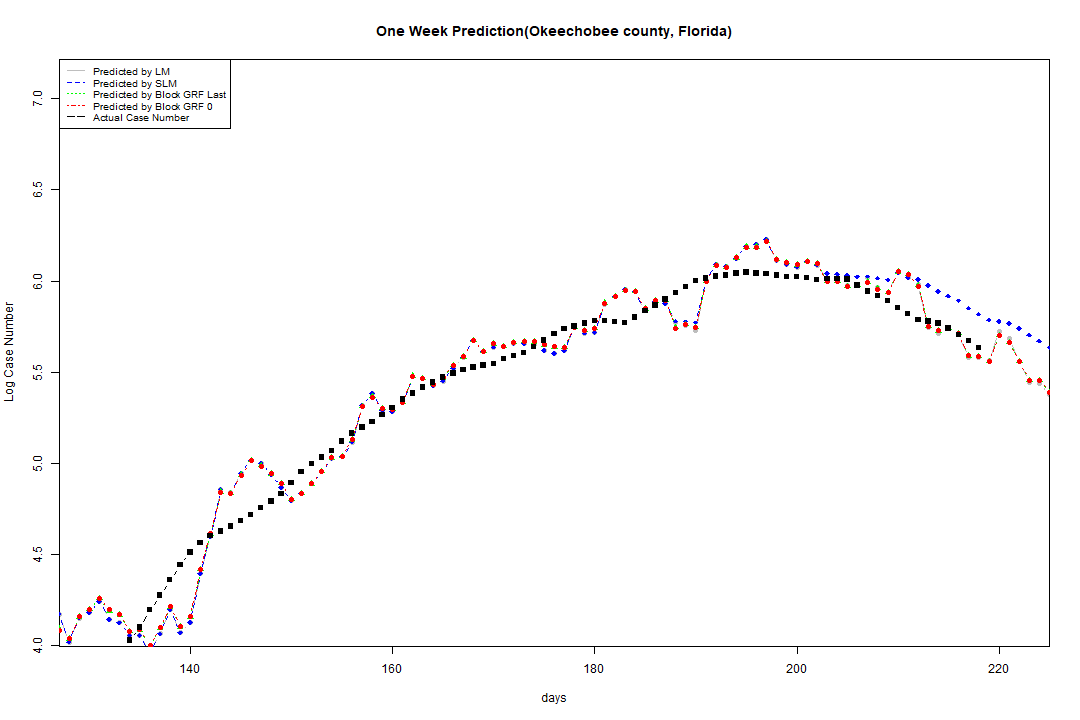 One Week Prediction(Okeechobee county, Florida)
Predicted by LM
Predicted by SLM
Predicted by Block GRF Last
Predicted by Block GRF 0
Actual Case Number
7.0
6.5
6.0
5.5
5.0
4.5
4.0
Log Case Number
140 160 180 200 220
days